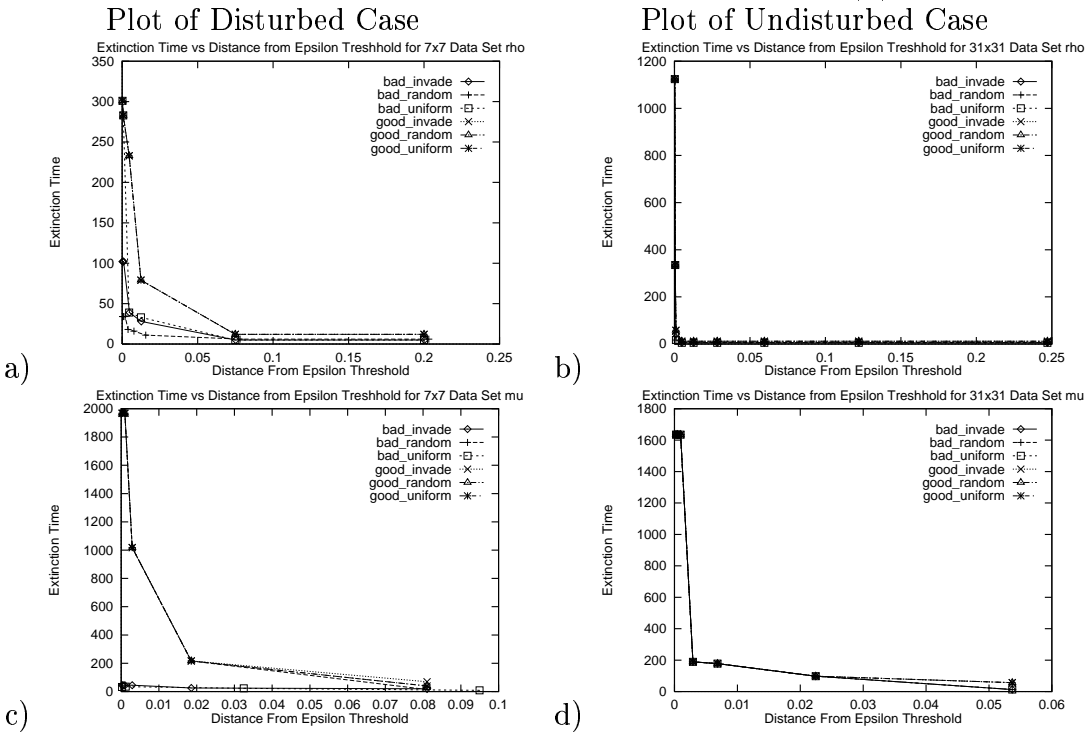 Plot of Disturbed Case
Extinction Time vs Distance from Epsilon Treshhold for 7x7 Data Set rho
350
300
250
200
150
100
50
0
Extinction Time
bad_invade
bad_random
bad_uniform
good_invade
good_random
good_uniform
0 0.05 0.1 0.15 0.2 0.25
Distance From Epsilon Threshold
a)
Plot of Undisturbed Case
Extinction Time vs Distance from Epsilon Treshhold for 31x31 Data Set rho
1200
1000
800
600
400
200
0
Extinction Time
bad_invade
bad_random
bad_uniform
good_invade
good_random
good_uniform
0 0.05 0.1 0.15 0.2 0.25
Distance From Epsilon Threshold
b)
Extinction Time vs Distance from Epsilon Treshhold for 7x7 Data Set mu
2000
1800
1600
1400
1200
1000
800
600
400
200
0
Extinction Time
bad_invade
bad_random
bad_uniform
good_invade
good_random
good_uniform
0 0.01 0.02 0.03 0.04 0.05 0.06 0.07 0.08 0.09 0.1
Distance From Epsilon Threshold
c)
Extinction Time vs Distance from Epsilon Treshhold for 31x31 Data Set mu
1800
1600
1400
1200
1000
800
600
400
200
0
Extinction Time
bad_invade
bad_random
bad_uniform
good_invade
good_random
good_uniform
0 0.01 0.02 0.03 0.04 0.05 0.06
Distance From Epsilon Threshold
d)